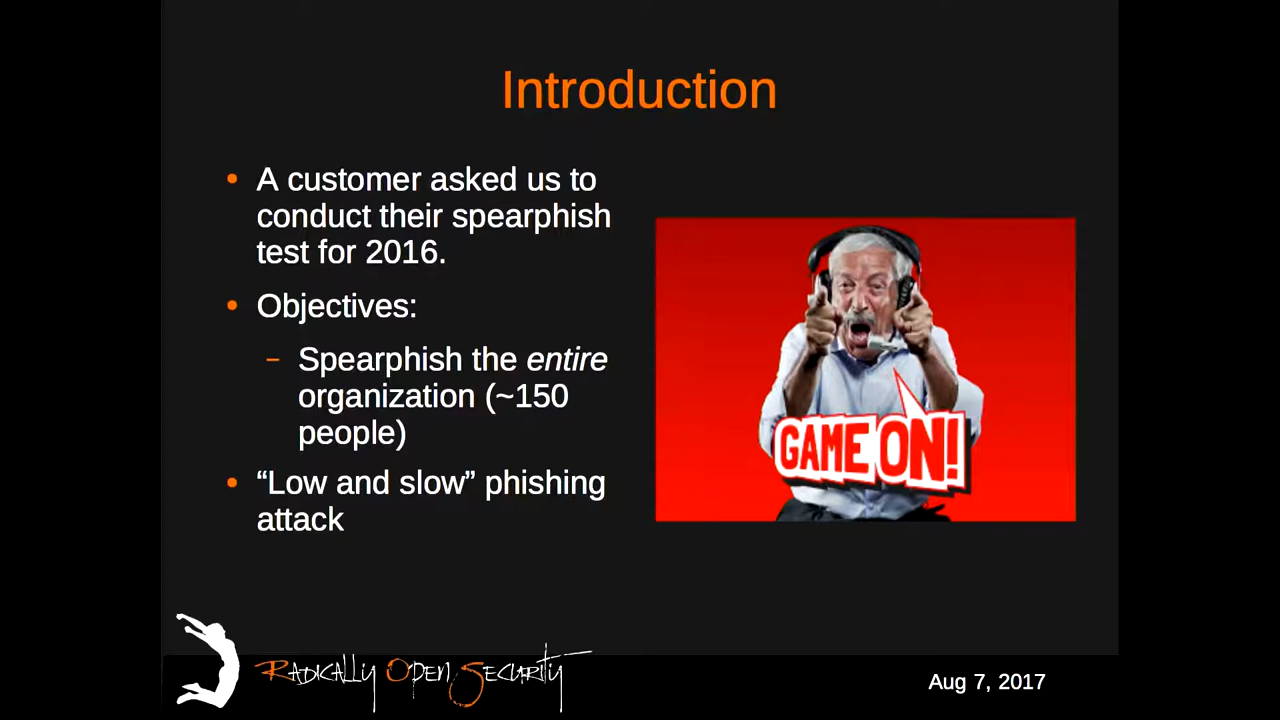 Introduction
• A customer asked us to
conduct their spearphish
test for 2016.
• Objectives:
– Spearphish the entire
organization (~150
people)
• “Low and slow” phishing
attack
GAME ON!
RADICALLY OPEN SECURITY
Aug 7, 2017